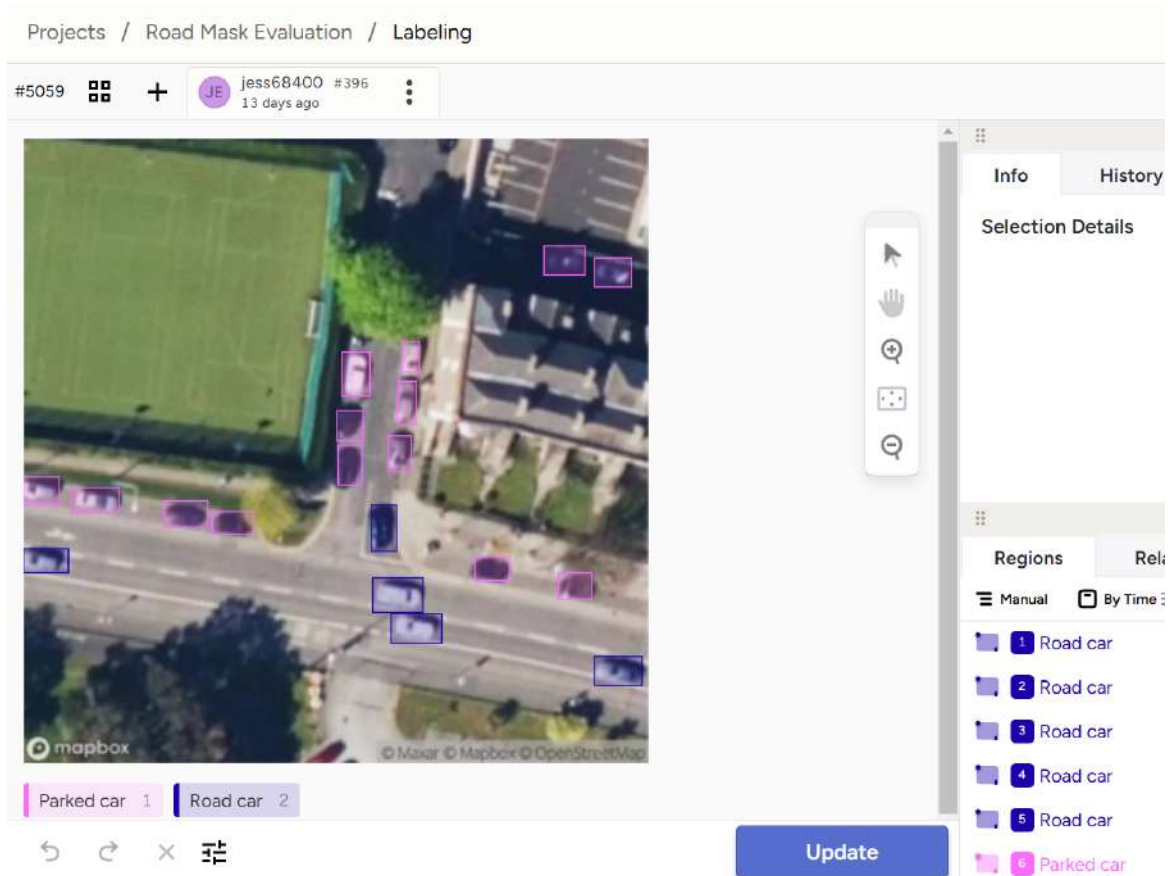 Projects / Road Mask Evaluation / Labeling
#5059
JE
jess68400 #396
13 days ago
Info
History
Selection Details
mapbox
© Maxar © Mapbox © OpenStreetMap
Parked car 1
Road car 2
Update
Regions
Rela
Manual
By Time
1 Road car
2 Road car
3 Road car
4 Road car
5 Road car
6 Parked car